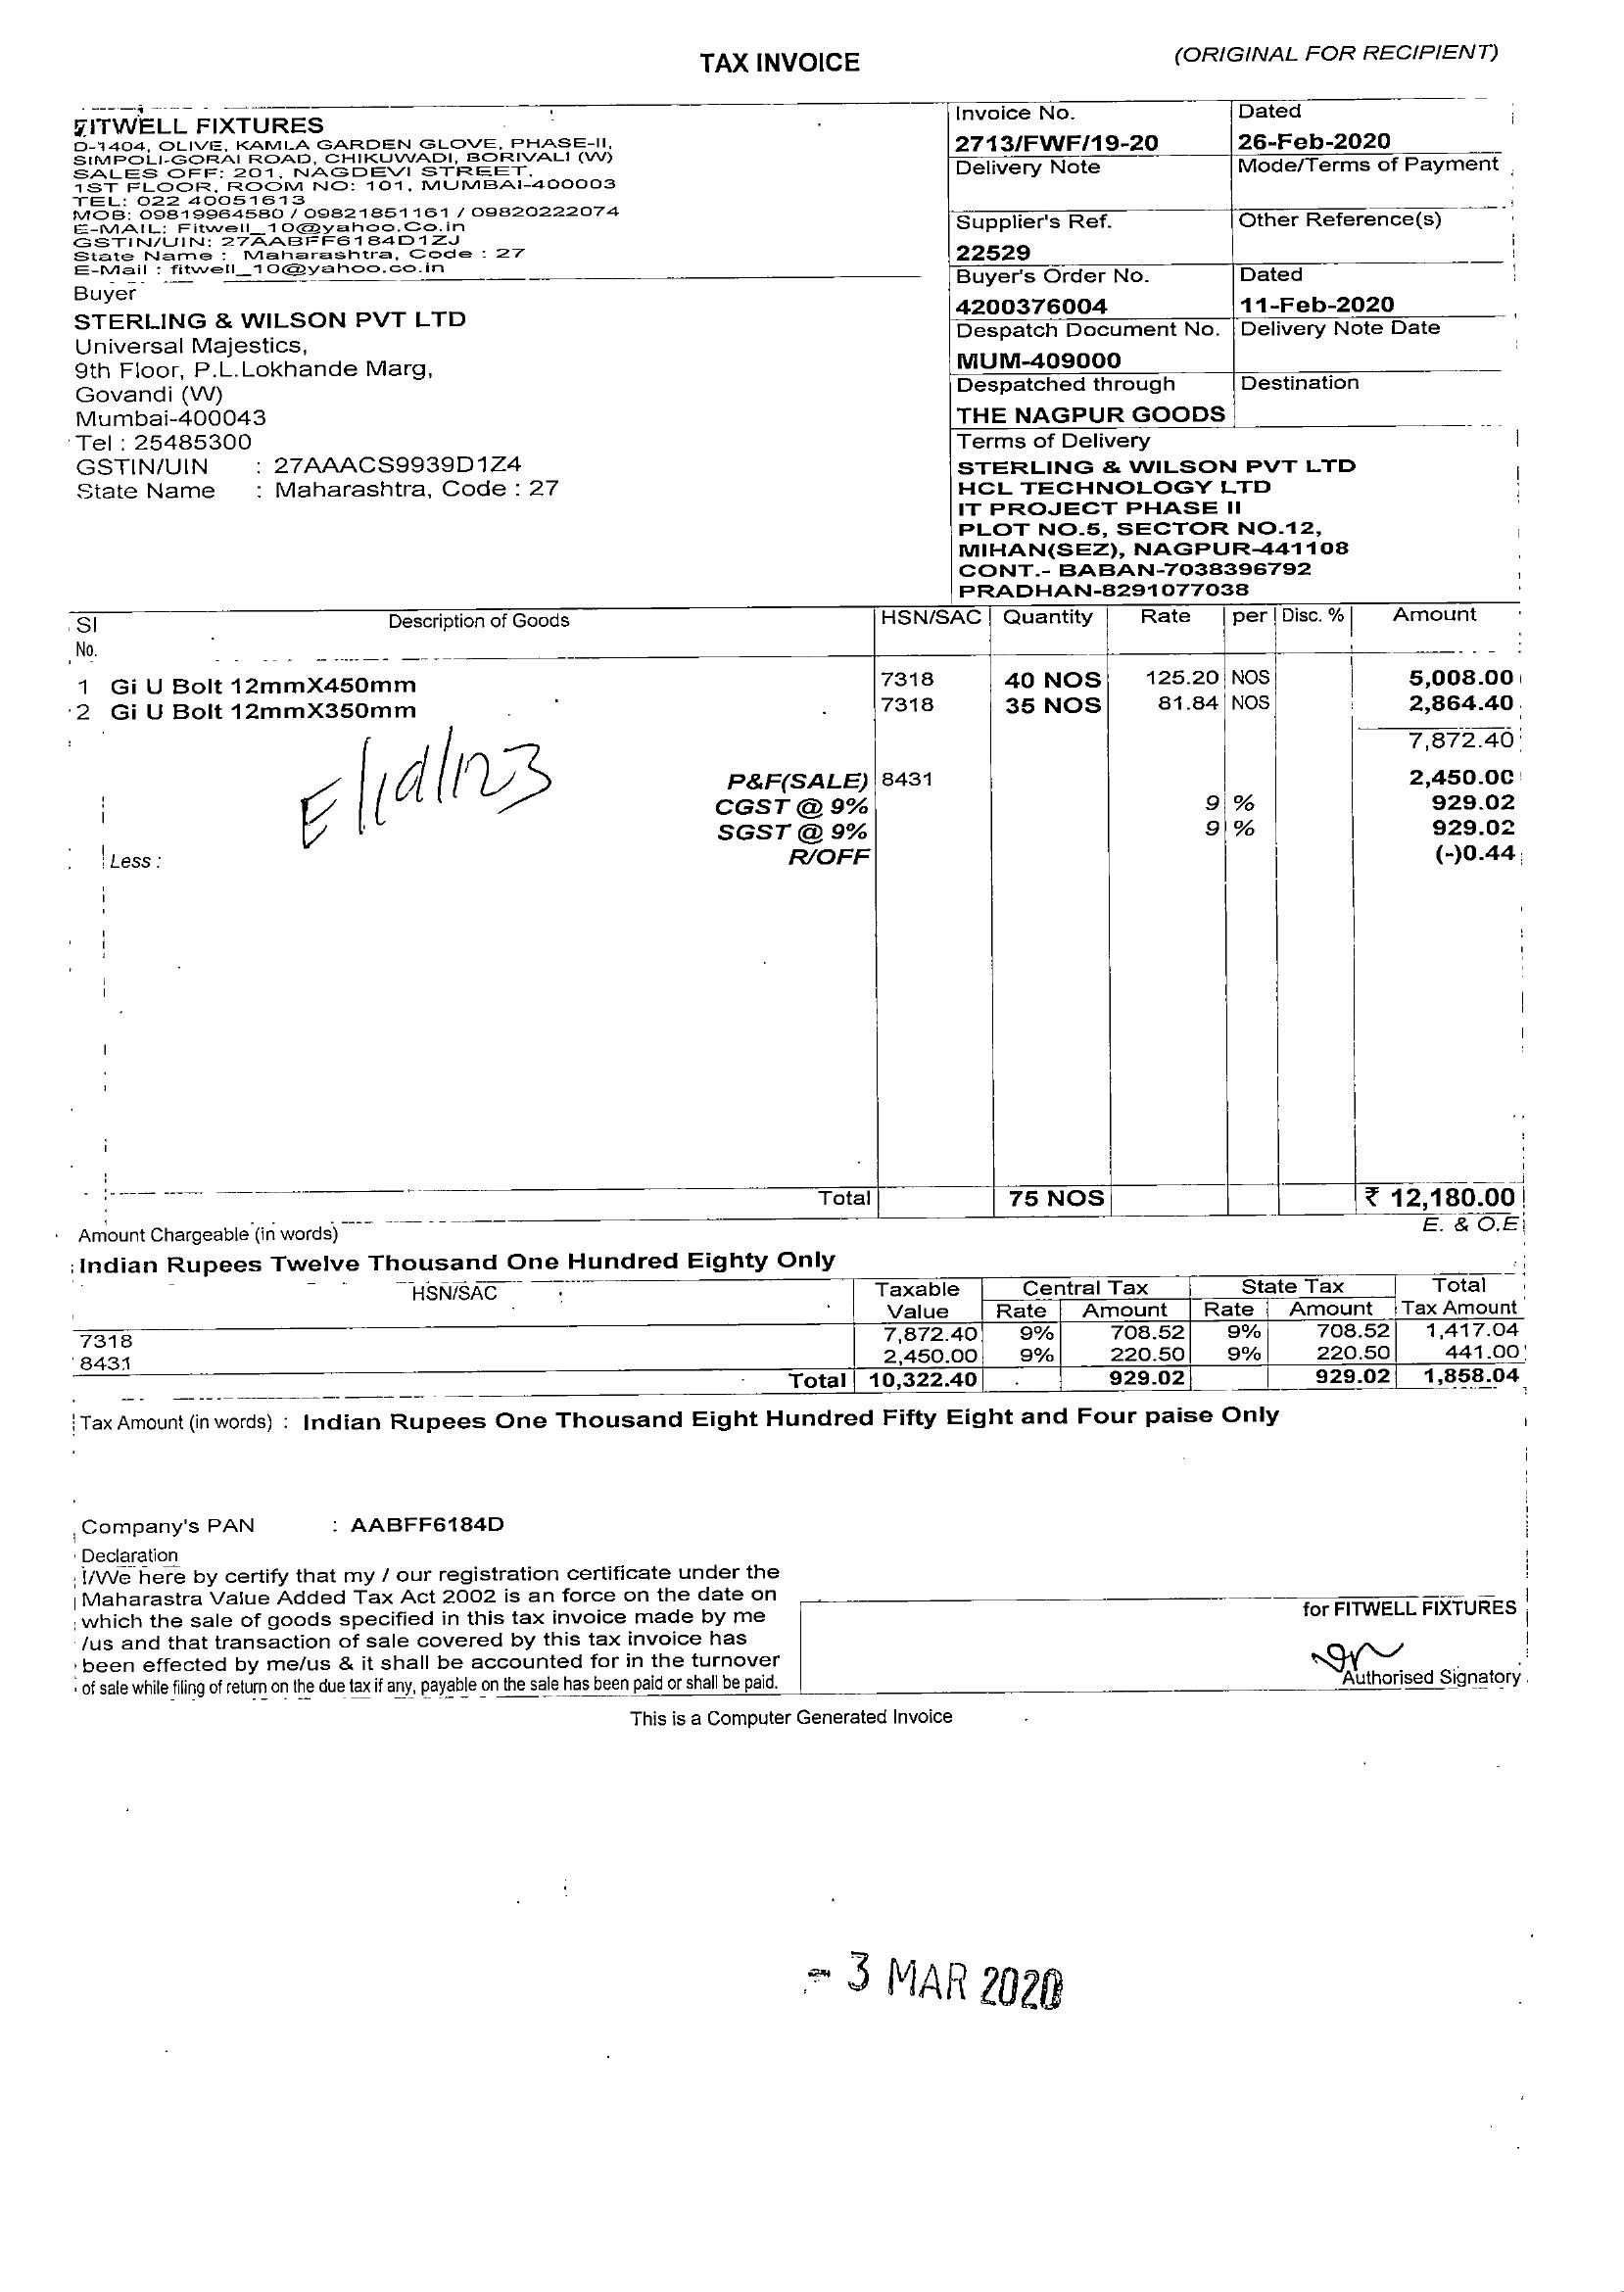 TAX INVOICE
(ORIGINAL FOR RECIPIENT)
FITWELL FIXTURES
D-1404, OLIVE, KAMLA GARDEN GLOVE, PHASE-II,
SIMPOLI-GORAI ROAD, CHIKUWADI, BORIVALI (W)
SALES OFF: 201, NAGDEVI STREET,
1ST FLOOR, ROOM NO: 101, MUMBAI-400003
TEL: 022 40051613
MOB: 09819964580 / 09821851161 / 09820222074
E-MAIL: Fitwell_10@yahoo.Co.in
GSTIN/UIN: 27AABFF6184D1ZJ
State Name : Maharashtra, Code : 27
E-Mail : fitwell_10@yahoo.co.in
Invoice No. Dated
2713/FWF/19-20 26-Feb-2020
Delivery Note Mode/Terms of Payment
Supplier's Ref. Other Reference(s)
22529
Buyer's Order No. Dated
4200376004 11-Feb-2020
Despatch Document No. Delivery Note Date
MUM-409000
Despatched through Destination
THE NAGPUR GOODS
Terms of Delivery
STERLING & WILSON PVT LTD
HCL TECHNOLOGY LTD
IT PROJECT PHASE II
PLOT NO.5, SECTOR NO.12,
MIHAN(SEZ), NAGPUR-441108
CONT.- BABAN-7038396792
PRADHAN-8291077038
Buyer
STERLING & WILSON PVT LTD
Universal Majestics,
9th Floor, P.L.Lokhande Marg,
Govandi (W)
Mumbai-400043
Tel : 25485300
GSTIN/UIN : 27AAACS9939D1Z4
State Name : Maharashtra, Code : 27
SI No. Description of Goods HSN/SAC Quantity Rate per Disc. % Amount
1 Gi U Bolt 12mmX450mm 7318 40 NOS 125.20 NOS 5,008.00
2 Gi U Bolt 12mmX350mm 7318 35 NOS 81.84 NOS 2,864.40
7,872.40
P&F(SALE) 8431 2,450.00
CGST @ 9% 9 % 929.02
SGST @ 9% 9 % 929.02
Less : R/OFF (-)0.44
Total 75 NOS ₹ 12,180.00
Amount Chargeable (in words) E. & O.E
Indian Rupees Twelve Thousand One Hundred Eighty Only
HSN/SAC Taxable Value Central Tax State Tax Total Tax Amount
Rate Amount Rate Amount
7318 7,872.40 9% 708.52 9% 708.52 1,417.04
8431 2,450.00 9% 220.50 9% 220.50 441.00
Total 10,322.40 929.02 929.02 1,858.04
Tax Amount (in words) : Indian Rupees One Thousand Eight Hundred Fifty Eight and Four paise Only
Company's PAN : AABFF6184D
Declaration
I/We here by certify that my / our registration certificate under the
Maharastra Value Added Tax Act 2002 is an force on the date on
which the sale of goods specified in this tax invoice made by me
/us and that transaction of sale covered by this tax invoice has
been effected by me/us & it shall be accounted for in the turnover
of sale while filing of return on the due tax if any, payable on the sale has been paid or shall be paid.
for FITWELL FIXTURES
Authorised Signatory
This is a Computer Generated Invoice
- 3 MAR 2020